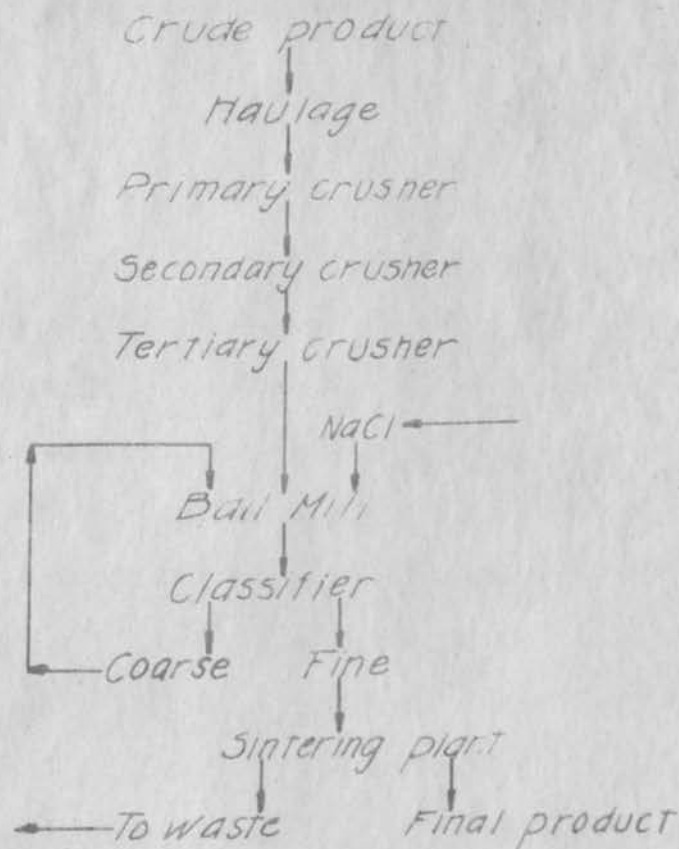 Crude product
Haulage
Primary crusher
Secondary crusher
Tertiary crusher
NaCl
Ball Mill
Classifier
Coarse Fine
Sintering plant
To waste Final product